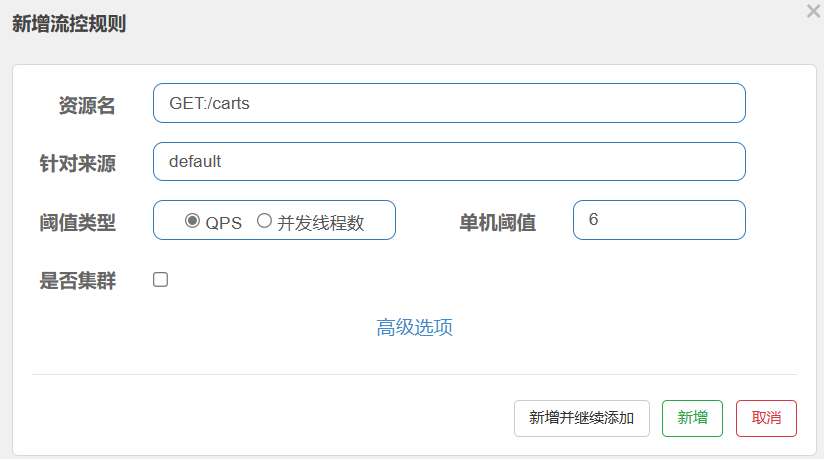 新增流控规则
×
资源名 GET:/carts
针对来源 default
阈值类型 QPS 并发线程数 单机阈值 6
是否集群
高级选项
新增并继续添加 新增 取消